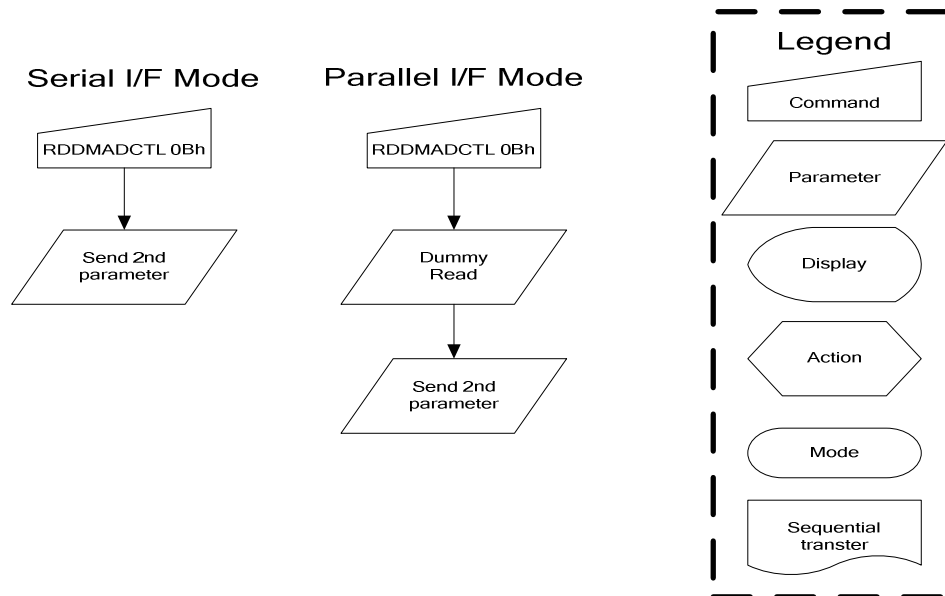 Serial I/F Mode
RDDMADCTL 0Bh
Send 2nd
parameter
Parallel I/F Mode
RDDMADCTL 0Bh
Dummy
Read
Send 2nd
parameter
Legend
Command
Parameter
Display
Action
Mode
Sequential
transter